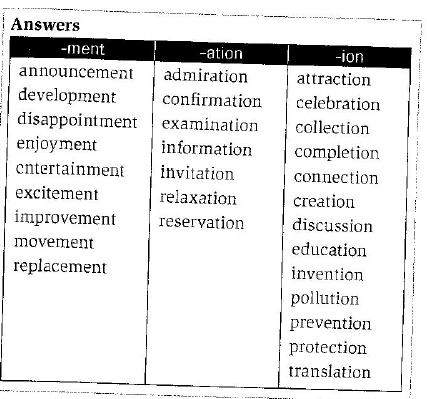 Answers
-ment -ation -ion
announcement admiration attraction
development confirmation celebration
disappointment examination collection
enjoyment information completion
entertainment invitation connection
excitement relaxation creation
improvement reservation discussion
movement education
replacement invention
pollution
prevention
protection
translation